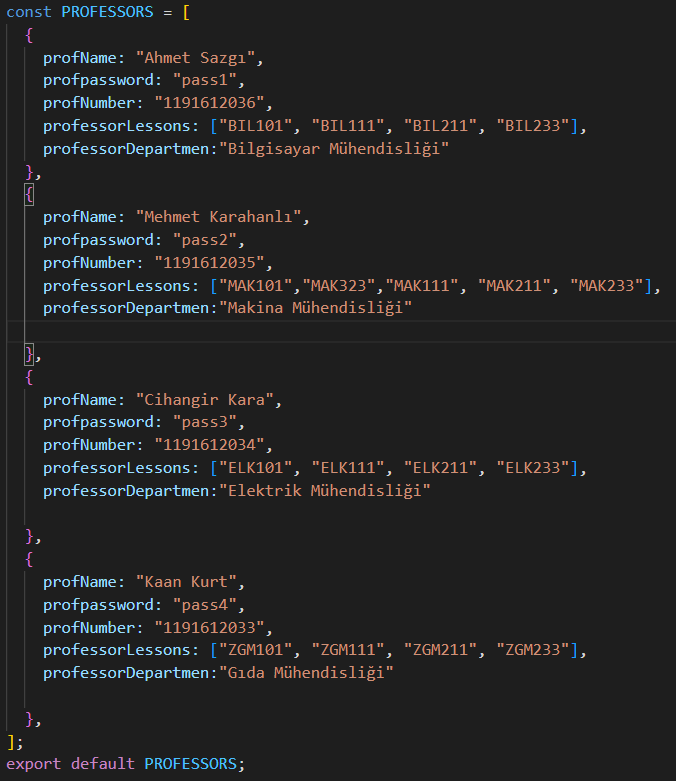 const PROFESSORS = [
{
profName: "Ahmet Sazgı",
profpassword: "pass1",
profNumber: "1191612036",
professorLessons: ["BIL101", "BIL111", "BIL211", "BIL233"],
professorDepartmen:"Bilgisayar Mühendisliği"
},
{
profName: "Mehmet Karahanlı",
profpassword: "pass2",
profNumber: "1191612035",
professorLessons: ["MAK101","MAK323","MAK111", "MAK211", "MAK233"],
professorDepartmen:"Makina Mühendisliği"
},
{
profName: "Cihangir Kara",
profpassword: "pass3",
profNumber: "1191612034",
professorLessons: ["ELK101", "ELK111", "ELK211", "ELK233"],
professorDepartmen:"Elektrik Mühendisliği"
},
{
profName: "Kaan Kurt",
profpassword: "pass4",
profNumber: "1191612033",
professorLessons: ["ZGM101", "ZGM111", "ZGM211", "ZGM233"],
professorDepartmen:"Gıda Mühendisliği"
},
];
export default PROFESSORS;